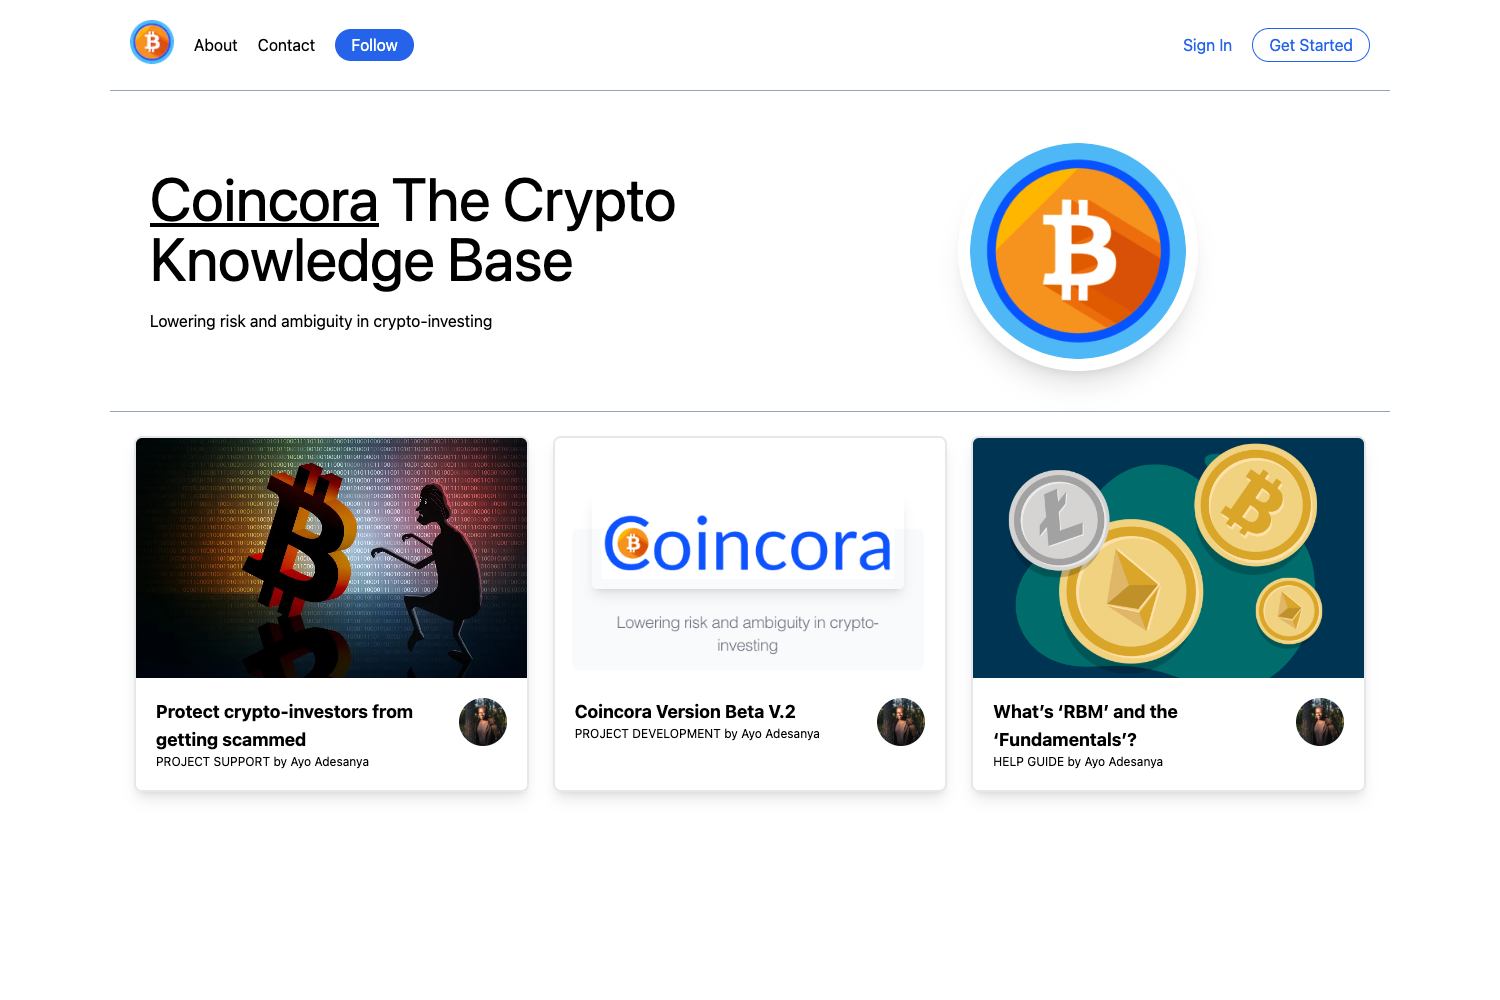 About
Contact
Follow
Sign In
Get Started
Coincora The Crypto
Knowledge Base
Lowering risk and ambiguity in crypto-investing
Coincora
Lowering risk and ambiguity in crypto-
investing
Protect crypto-investors from
getting scammed
PROJECT SUPPORT by Ayo Adesanya
Coincora Version Beta V.2
PROJECT DEVELOPMENT by Ayo Adesanya
What’s ‘RBM’ and the
‘Fundamentals’?
HELP GUIDE by Ayo Adesanya